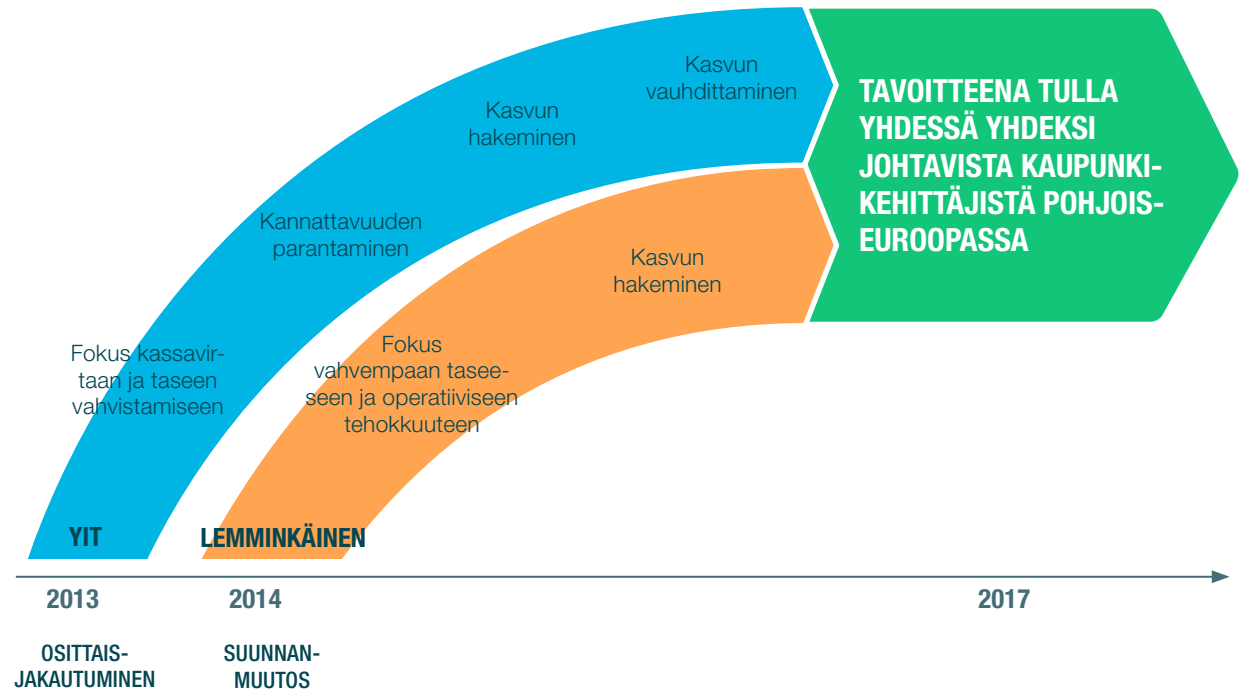 Kasvun
vauhdittaminen
Kasvun
hakeminen
Kannattavuuden
parantaminen
Fokus kassavir-
taan ja taseen
vahvistamiseen
YIT
Kasvun
hakeminen
Fokus
vahvempaan tasee-
seen ja operatiiviseen
tehokkuuteen
LEMMINKÄINEN
TAVOITTEENA TULLA
YHDESSÄ YHDEKSI
JOHTAVISTA KAUPUNKI-
KEHITTÄJISTÄ POHJOIS-
EUROOPASSA
2013
2014
2017
OSITTAIS-
JAKAUTUMINEN
SUUNNAN-
MUUTOS